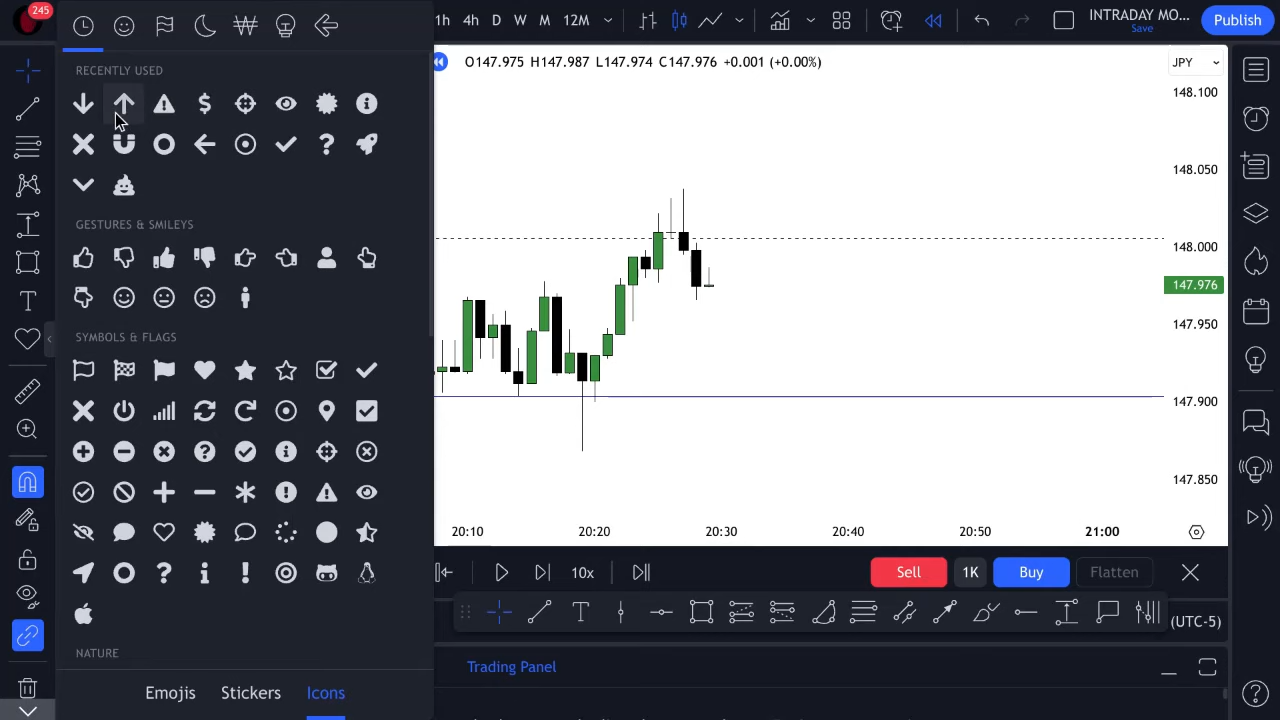 245
1h 4h D W M 12M INTRADAY MO... Save Publish
RECENTLY USED
O147.975 H147.987 L147.974 C147.976 +0.001 (+0.00%) JPY
148.100
148.050
GESTURES & SMILEYS
148.000
147.976
SYMBOLS & FLAGS
147.950
147.900
147.850
20:10 20:20 20:30 20:40 20:50 21:00
10x Sell 1K Buy Flatten
(UTC-5)
NATURE
Trading Panel
Emojis Stickers Icons